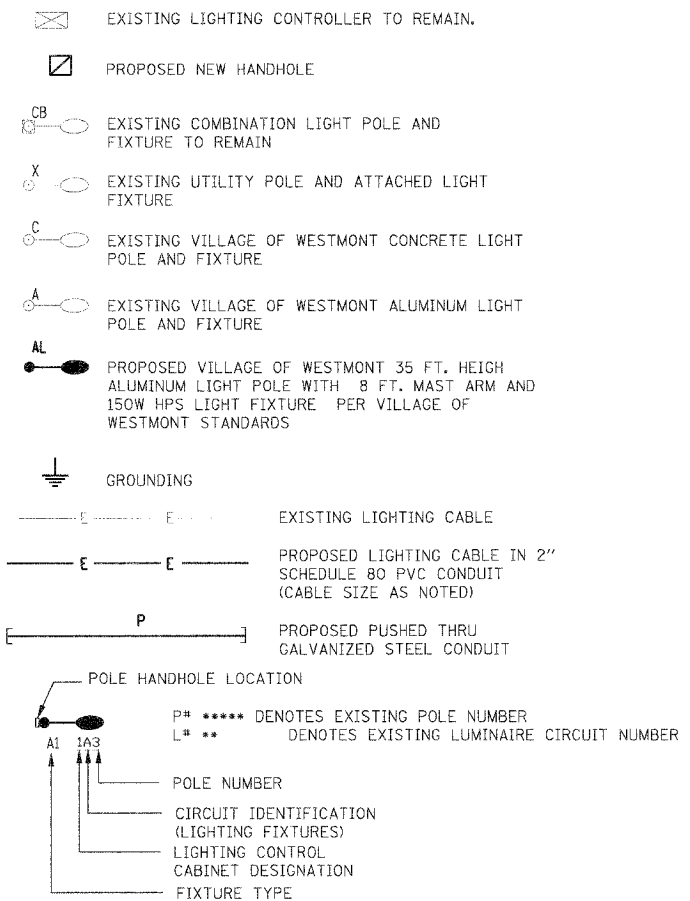 EXISTING LIGHTING CONTROLLER TO REMAIN.
PROPOSED NEW HANDHOLE
CB
EXISTING COMBINATION LIGHT POLE AND
FIXTURE TO REMAIN
X
EXISTING UTILITY POLE AND ATTACHED LIGHT
FIXTURE
C
EXISTING VILLAGE OF WESTMONT CONCRETE LIGHT
POLE AND FIXTURE
A
EXISTING VILLAGE OF WESTMONT ALUMINUM LIGHT
POLE AND FIXTURE
AL
PROPOSED VILLAGE OF WESTMONT 35 FT. HEIGH
ALUMINUM LIGHT POLE WITH 8 FT. MAST ARM AND
150W HPS LIGHT FIXTURE PER VILLAGE OF
WESTMONT STANDARDS
GROUNDING
E E EXISTING LIGHTING CABLE
E E PROPOSED LIGHTING CABLE IN 2"
SCHEDULE 80 PVC CONDUIT
(CABLE SIZE AS NOTED)
P
PROPOSED PUSHED THRU
GALVANIZED STEEL CONDUIT
POLE HANDHOLE LOCATION
P# ***** DENOTES EXISTING POLE NUMBER
L# ** DENOTES EXISTING LUMINAIRE CIRCUIT NUMBER
A1 1A3
POLE NUMBER
CIRCUIT IDENTIFICATION
(LIGHTING FIXTURES)
LIGHTING CONTROL
CABINET DESIGNATION
FIXTURE TYPE